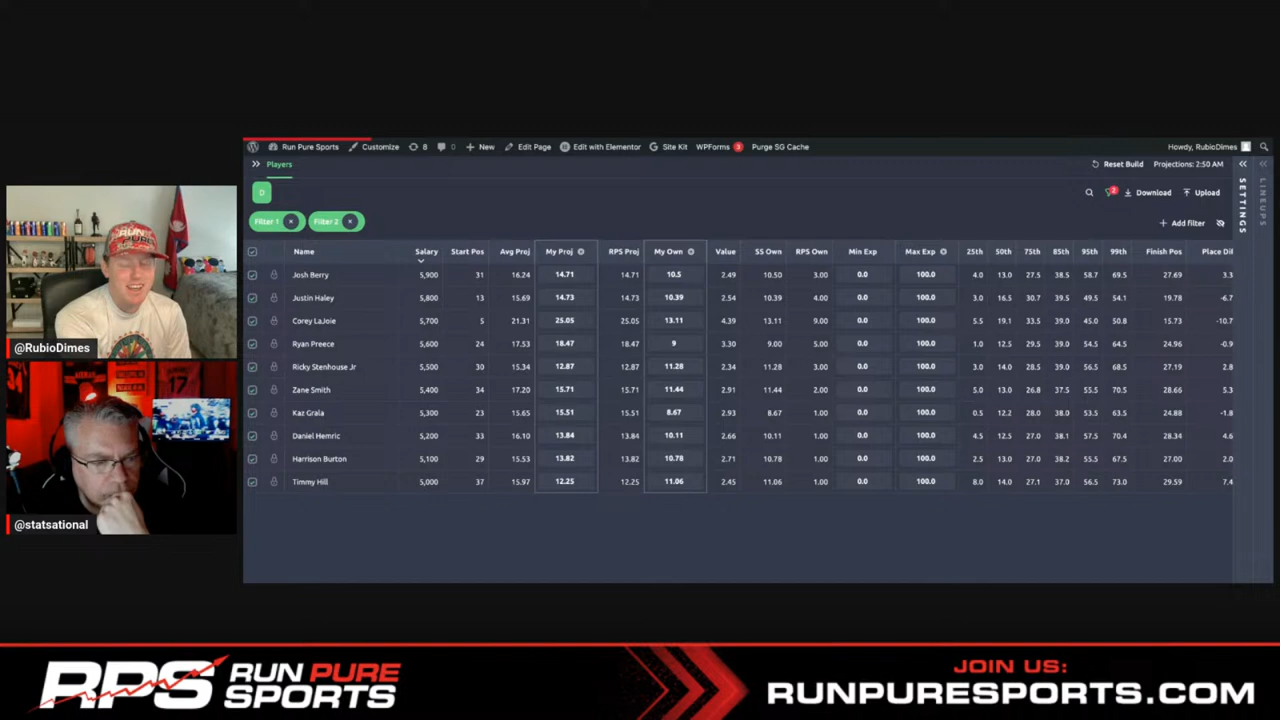 Run Pure Sports Customize 8 0 New Edit Page Edit with Elementor Site Kit WPForms 3 Purge SG Cache Howdy, RubioDimes
Players Reset Build Projections: 2:50 AM
D 2 Download Upload
Filter 1 × Filter 2 × + Add filter
Name Salary Start Pos Avg Proj My Proj RPS Proj My Own Value SS Own RPS Own Min Exp Max Exp 25th 50th 75th 85th 95th 99th Finish Pos Place Dif
Josh Berry 5,900 31 16.24 14.71 14.71 10.5 2.49 10.50 3.00 0.0 100.0 4.0 13.0 27.5 38.5 58.7 69.5 27.69 3.3
Justin Haley 5,800 13 15.69 14.73 14.73 10.39 2.54 10.39 4.00 0.0 100.0 3.0 16.5 30.7 39.5 49.5 54.1 19.78 -6.7
Corey LaJoie 5,700 5 21.31 25.05 25.05 13.11 4.39 13.11 9.00 0.0 100.0 5.5 19.1 33.5 39.0 45.0 50.8 15.73 -10.7
Ryan Preece 5,600 24 17.53 18.47 18.47 9 3.30 9.00 5.00 0.0 100.0 1.0 12.5 29.5 39.0 54.5 64.5 24.96 -0.9
Ricky Stenhouse Jr 5,500 30 15.34 12.87 12.87 11.28 2.34 11.28 3.00 0.0 100.0 3.0 14.0 28.5 39.0 56.5 68.5 27.19 2.8
Zane Smith 5,400 34 17.20 15.71 15.71 11.44 2.91 11.44 2.00 0.0 100.0 5.0 13.0 26.8 37.5 55.5 70.5 28.66 5.3
Kaz Grala 5,300 23 15.65 15.51 15.51 8.67 2.93 8.67 1.00 0.0 100.0 0.5 12.2 28.0 38.0 53.5 63.5 24.88 -1.8
Daniel Hemric 5,200 33 16.10 13.84 13.84 10.11 2.66 10.11 1.00 0.0 100.0 4.5 12.5 27.0 38.1 57.5 70.4 28.34 4.6
Harrison Burton 5,100 29 15.53 13.82 13.82 10.78 2.71 10.78 1.00 0.0 100.0 2.5 13.0 27.0 38.2 55.5 67.5 27.00 2.0
Timmy Hill 5,000 37 15.97 12.25 12.25 11.06 2.45 11.06 1.00 0.0 100.0 8.0 14.0 27.1 37.0 56.5 73.0 29.59 7.4
SETTINGS
LINEUPS
@RubioDimes
17
@statsational
RPS RUN PURE
SPORTS
JOIN US:
RUNPURESPORTS.COM